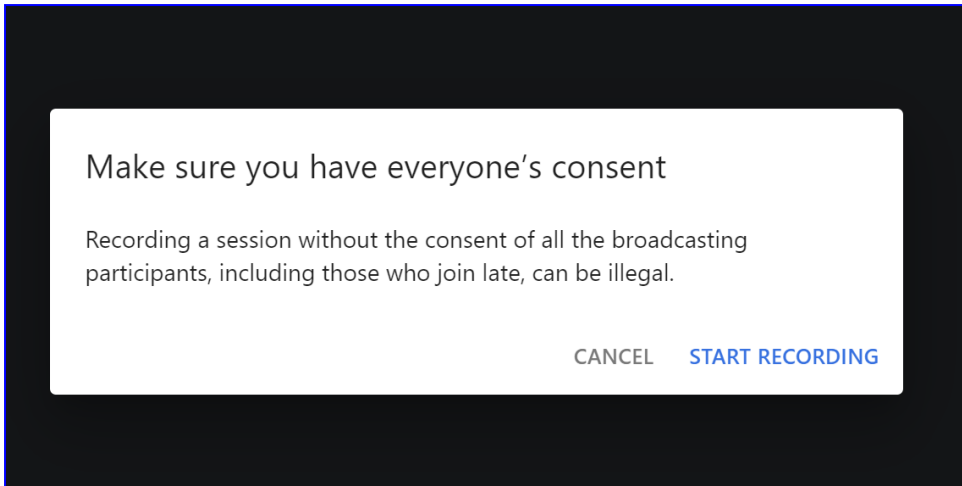 Make sure you have everyone’s consent
Recording a session without the consent of all the broadcasting
participants, including those who join late, can be illegal.
CANCEL START RECORDING